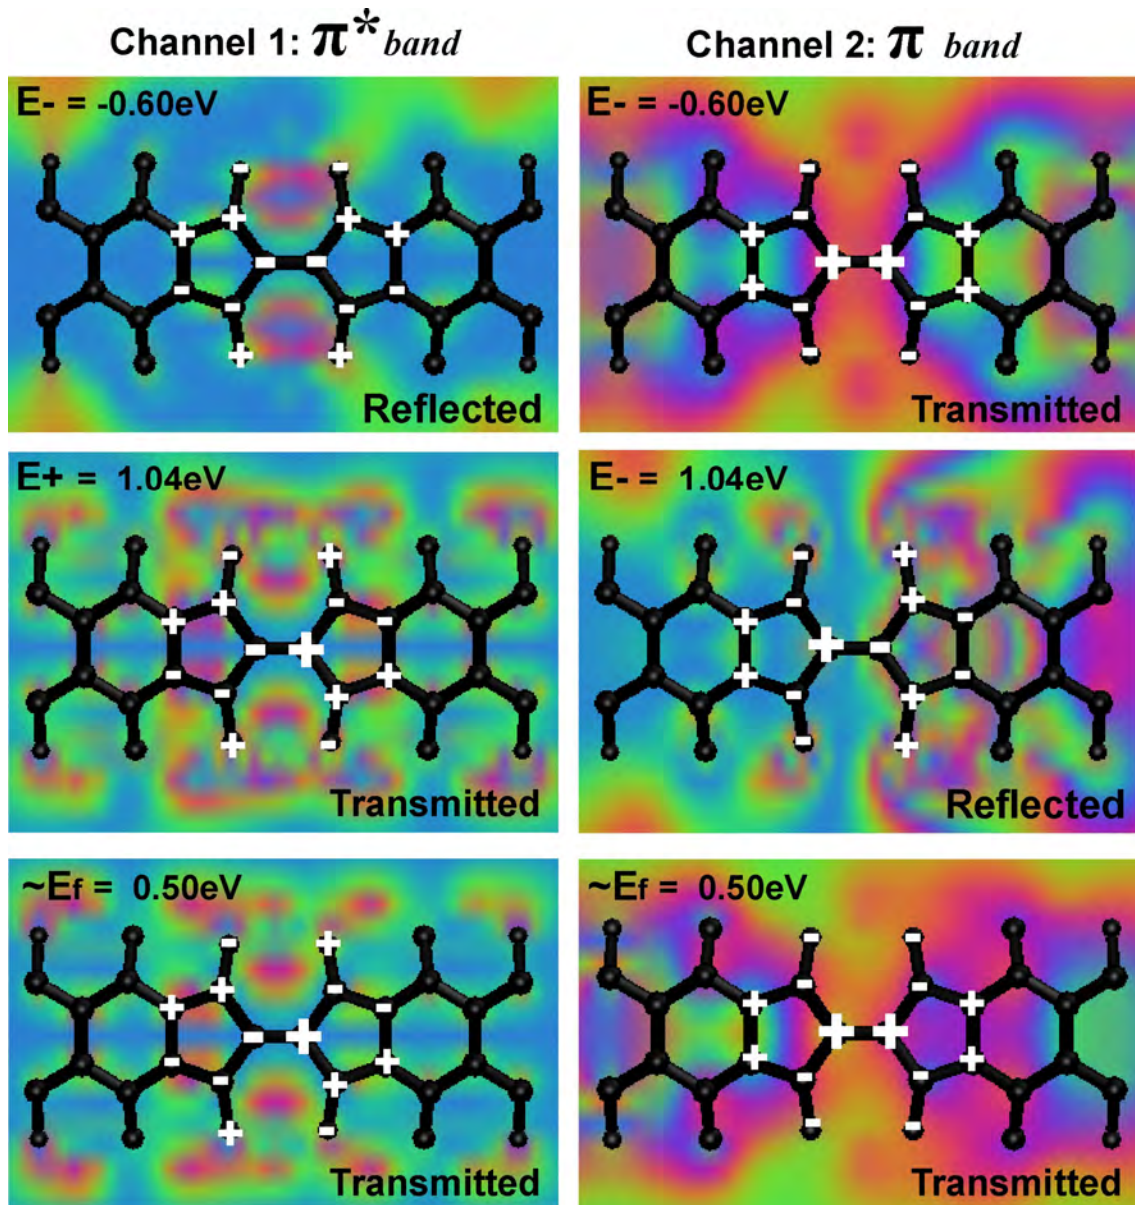 Channel 1: π* band
Channel 2: π band
E- = -0.60eV
Reflected
E- = -0.60eV
Transmitted
E+ = 1.04eV
Transmitted
E- = 1.04eV
Reflected
~Ef = 0.50eV
Transmitted
~Ef = 0.50eV
Transmitted